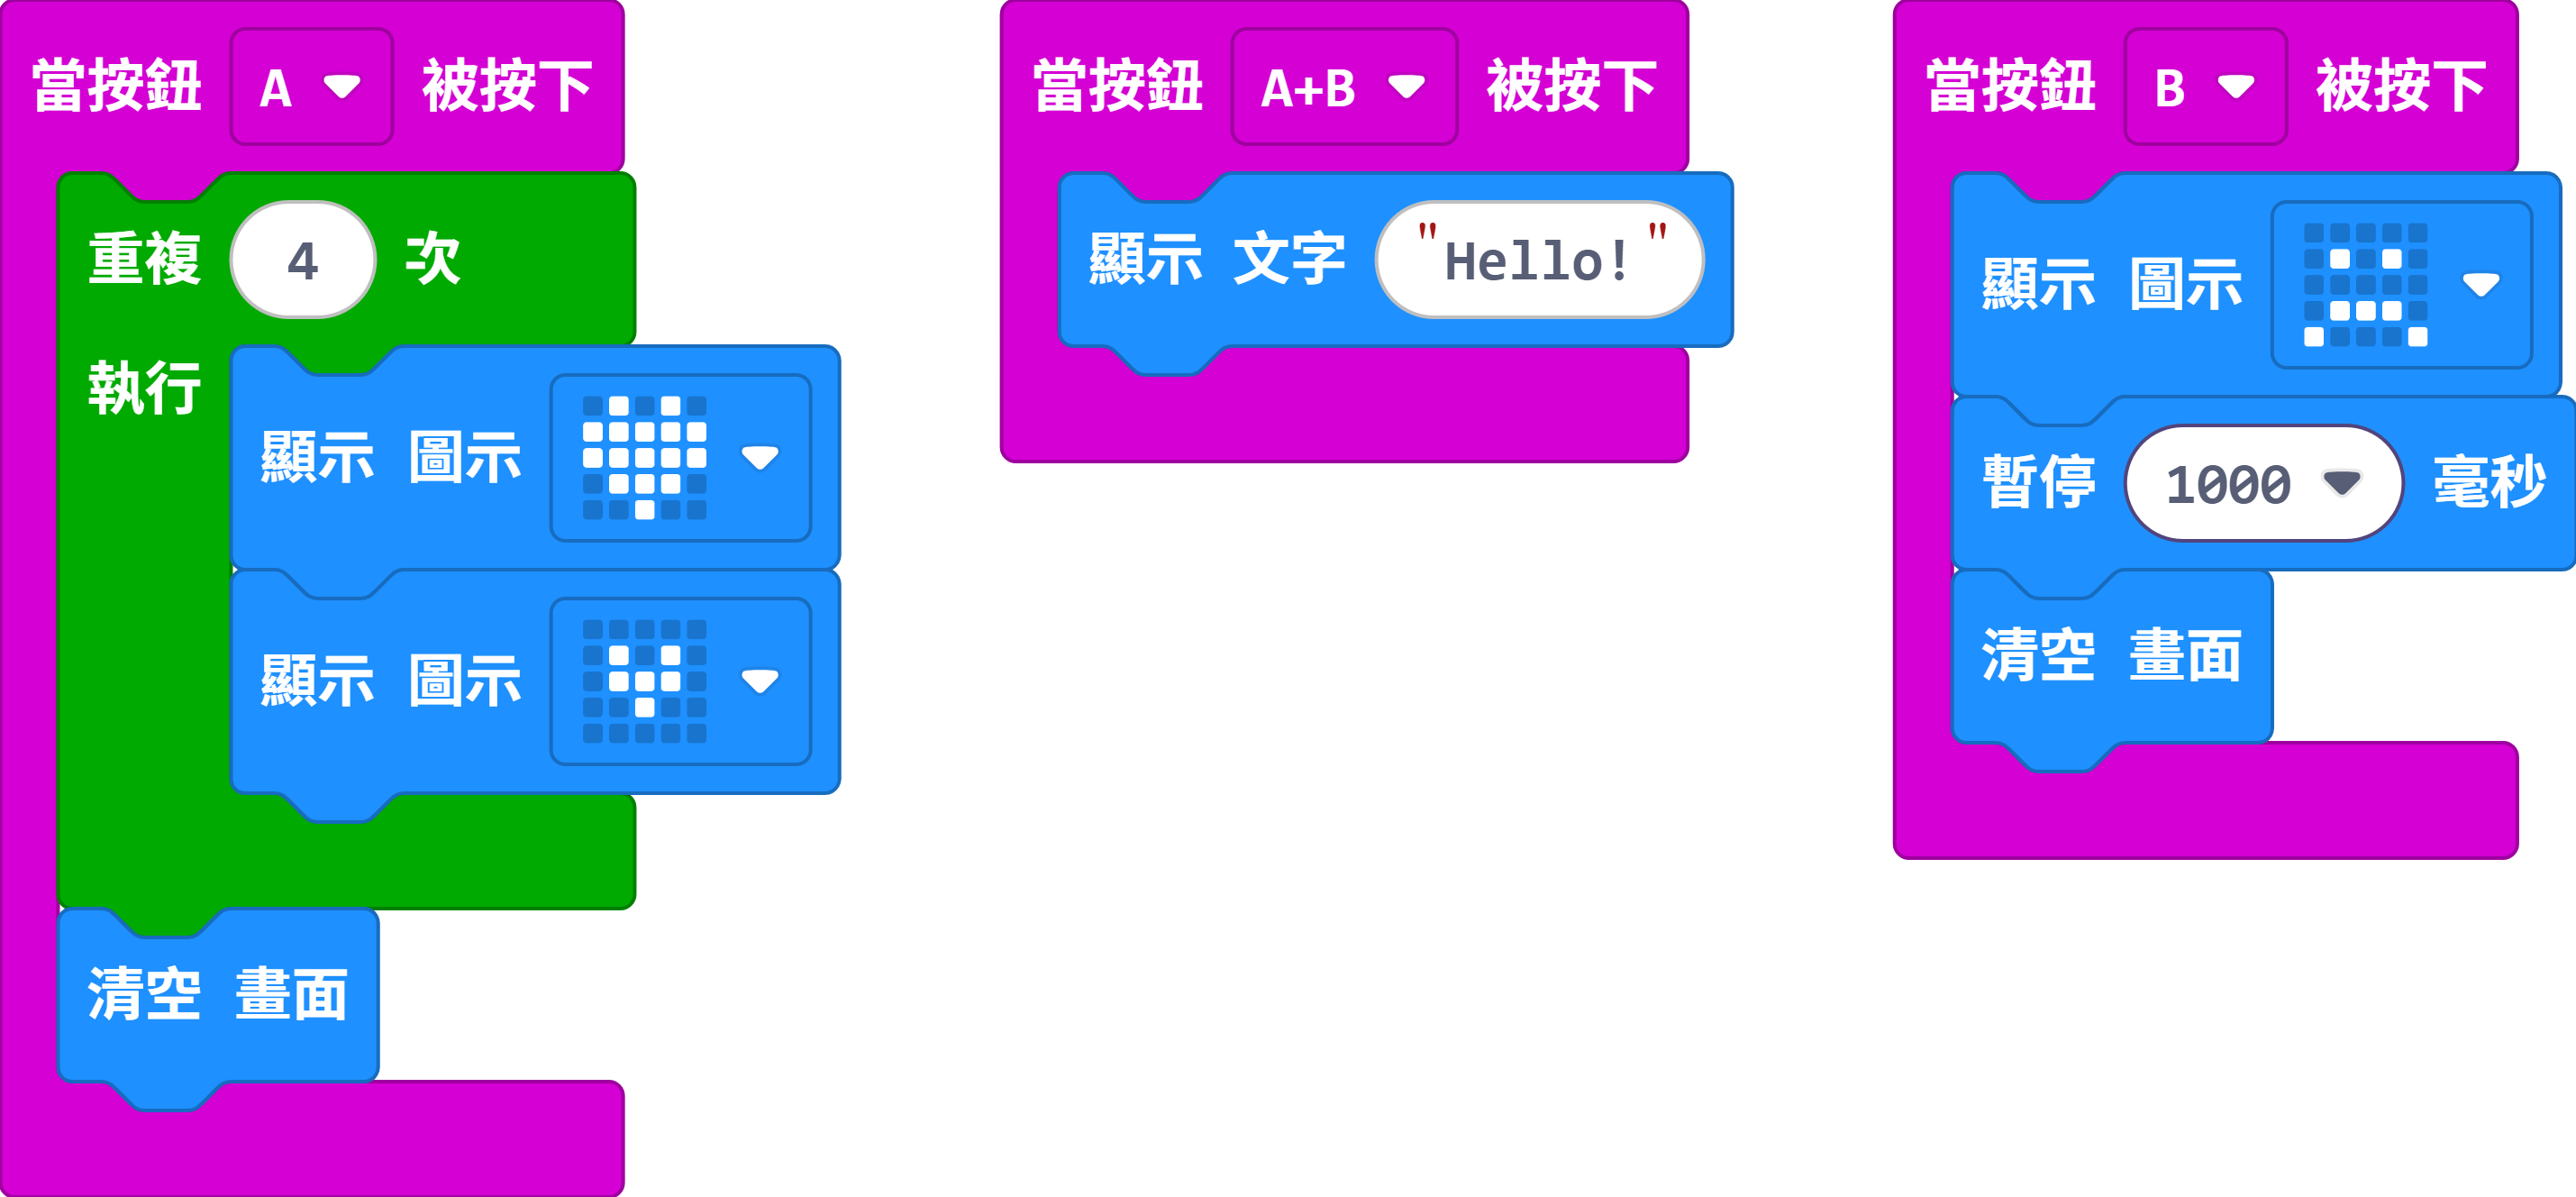 當按鈕 A 被按下
重複 4 次
執行
顯示 圖示
顯示 圖示
清空 畫面
當按鈕 A+B 被按下
顯示 文字 "Hello!"
當按鈕 B 被按下
顯示 圖示
暫停 1000 毫秒
清空 畫面